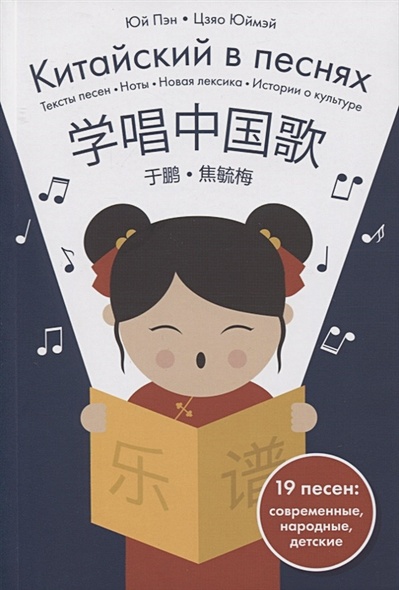 Юй Пэн • Цзяо Юймэй
Китайский в песнях
Тексты песен • Ноты • Новая лексика • Истории о культуре
学唱中国歌
于鹏 • 焦毓梅
乐谱
19 песен:
современные,
народные,
детские